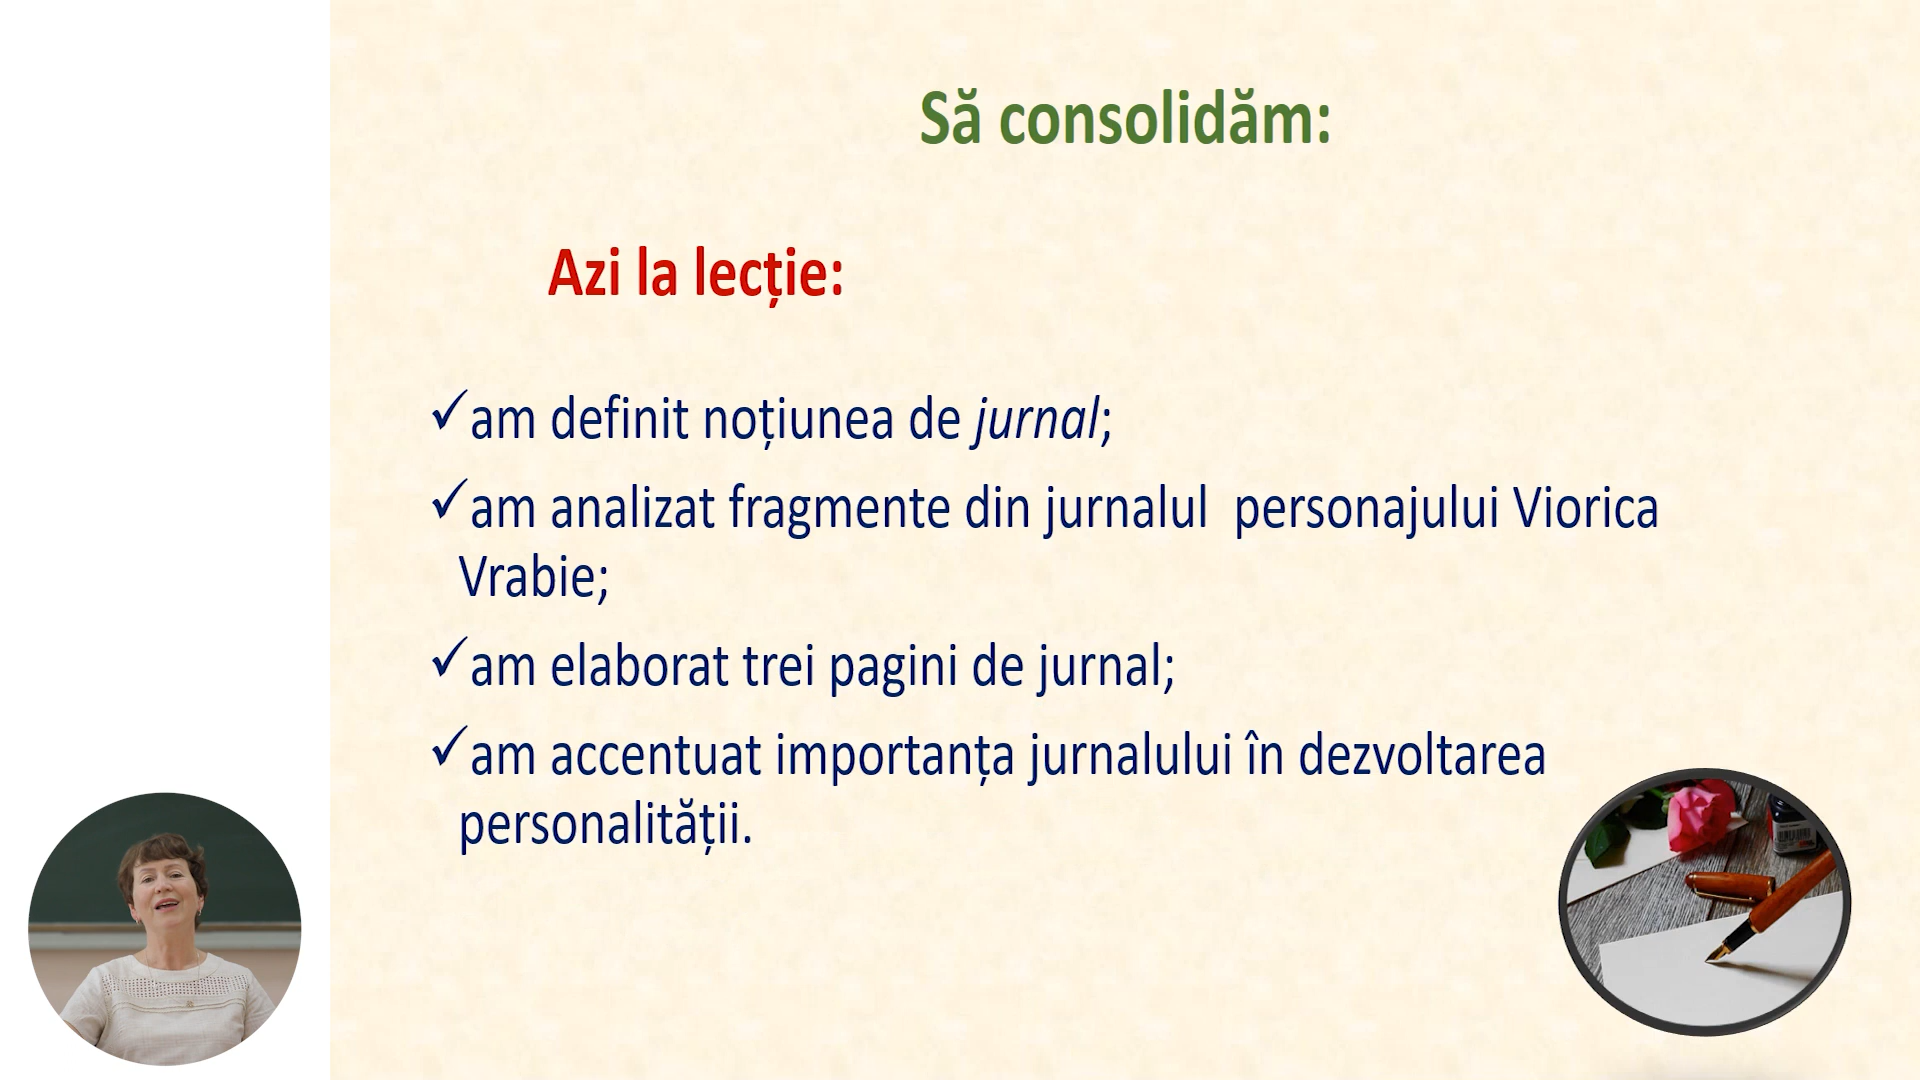 Să consolidăm:
Azi la lecție:
✓am definit noțiunea de jurnal;
✓am analizat fragmente din jurnalul  personajului Viorica
Vrabie;
✓am elaborat trei pagini de jurnal;
✓am accentuat importanța jurnalului în dezvoltarea
personalității.